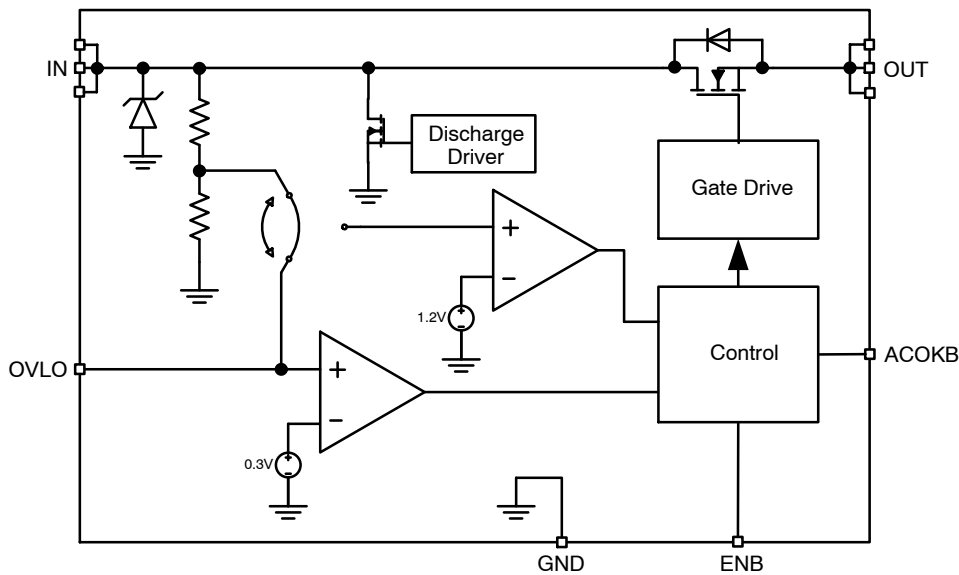 IN
OUT
Discharge
Driver
Gate Drive
+
−
1.2V
+
−
Control
ACOKB
OVLO
+
−
0.3V
+
−
GND
ENB